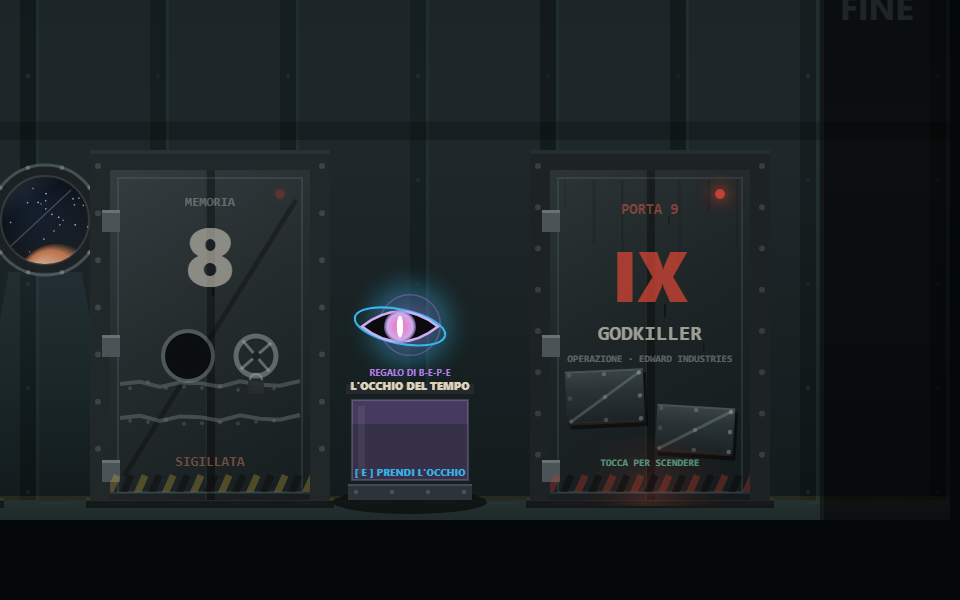 FINE
MEMORIA
8
SIGILLATA
REGALO DI B-E-P-E
L'OCCHIO DEL TEMPO
[ E ] PRENDI L'OCCHIO
PORTA 9
IX
GODKILLER
OPERAZIONE · EDWARD INDUSTRIES
TOCCA PER SCENDERE